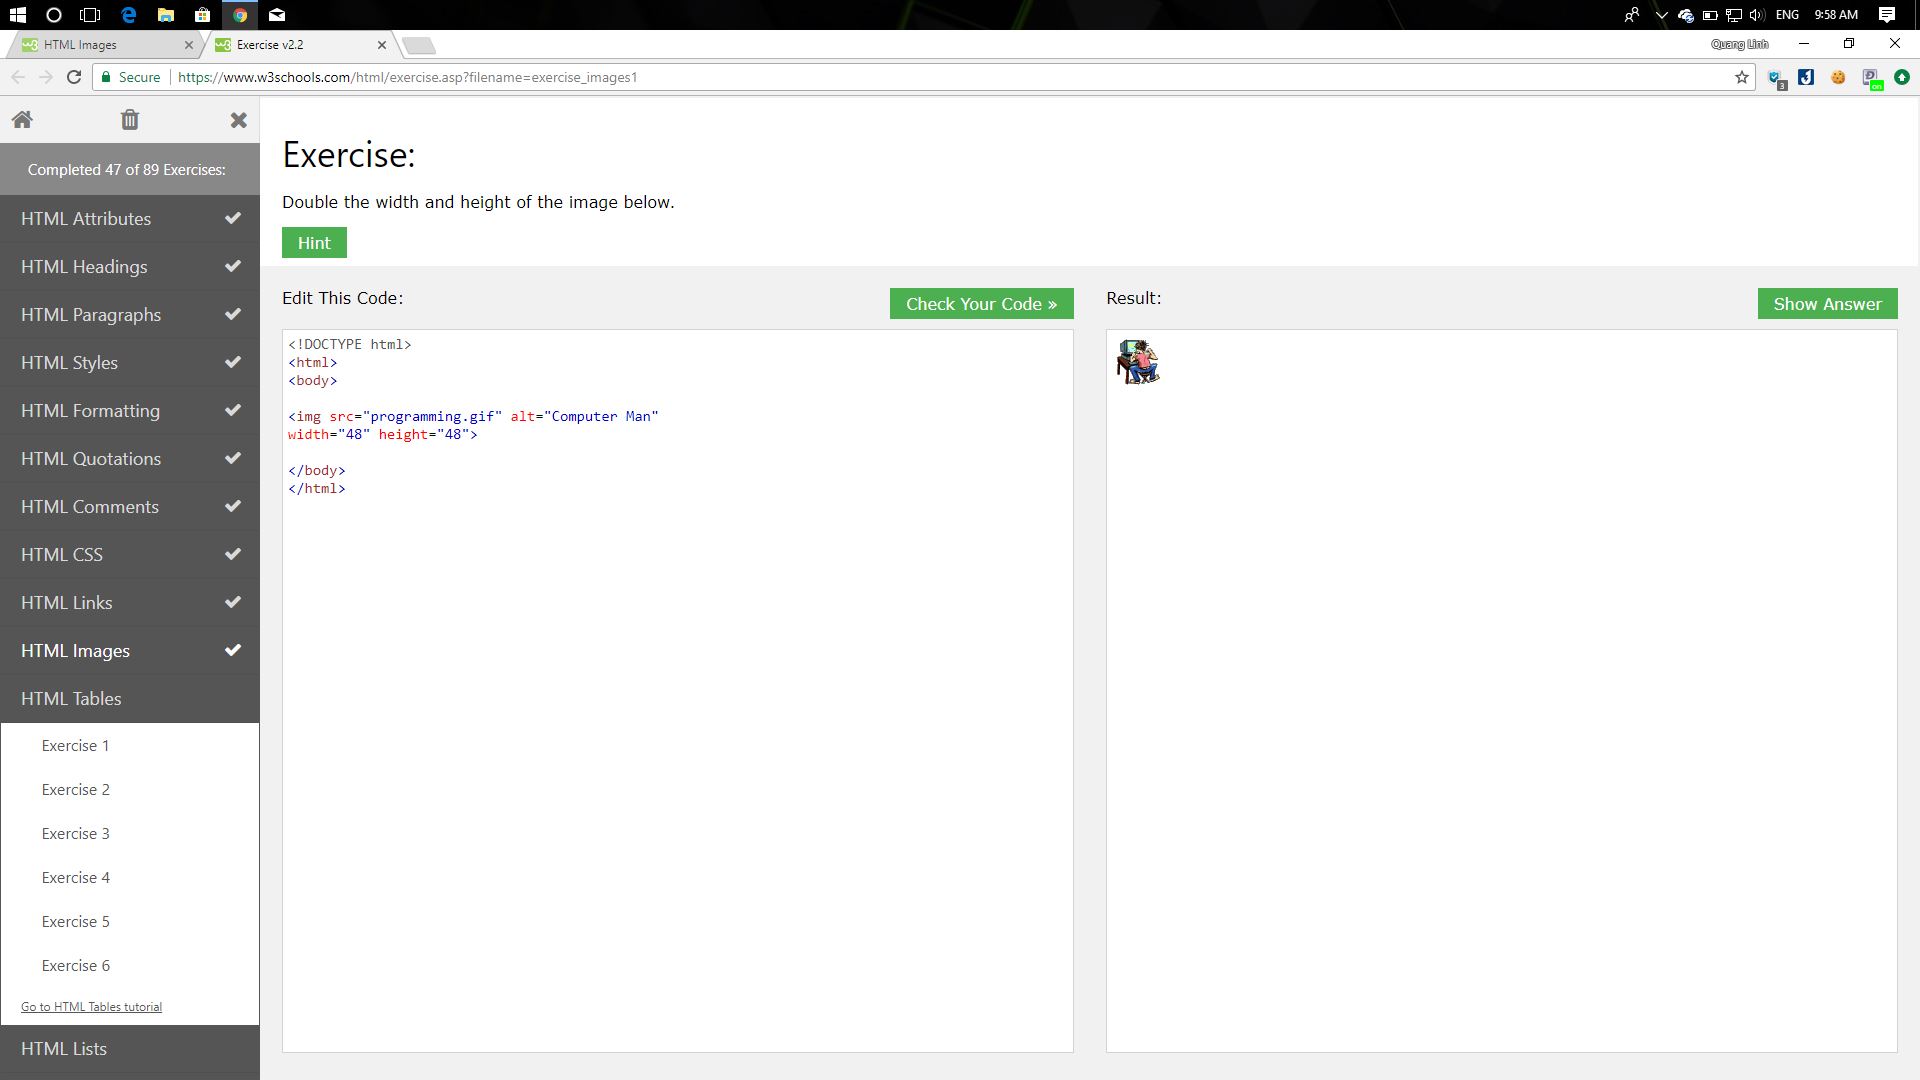 ENG 9:58 AM
HTML Images
Exercise v2.2
Quang Linh
Secure https://www.w3schools.com/html/exercise.asp?filename=exercise_images1
3
on
Completed 47 of 89 Exercises:
HTML Attributes
HTML Headings
HTML Paragraphs
HTML Styles
HTML Formatting
HTML Quotations
HTML Comments
HTML CSS
HTML Links
HTML Images
HTML Tables
Exercise 1
Exercise 2
Exercise 3
Exercise 4
Exercise 5
Exercise 6
Go to HTML Tables tutorial
HTML Lists
Exercise:
Double the width and height of the image below.
Hint
Edit This Code:
Check Your Code »
<!DOCTYPE html>
<html>
<body>
<img src="programming.gif" alt="Computer Man"
width="48" height="48">
</body>
</html>
Result:
Show Answer